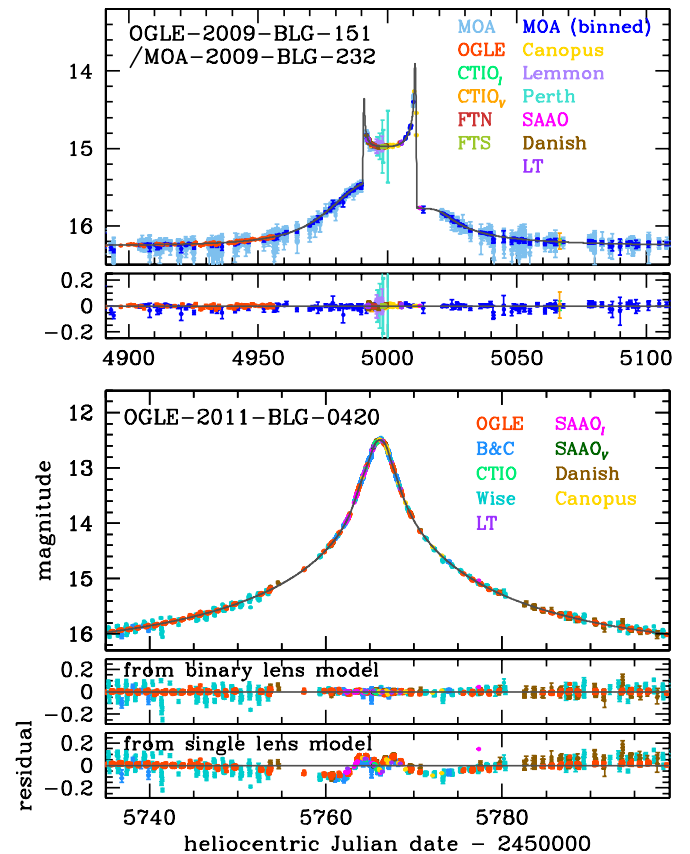 OGLE-2009-BLG-151
/MOA-2009-BLG-232
MOA MOA (binned)
OGLE Canopus
CTIO_I Lemmon
CTIO_V Perth
FTN SAAO
FTS Danish
LT
14
15
16
0.2
0
-0.2
4900 4950 5000 5050 5100
OGLE-2011-BLG-0420
OGLE SAAO_I
B&C SAAO_V
CTIO Danish
Wise Canopus
LT
12
13
14
15
16
magnitude
from binary lens model
0.2
0
-0.2
from single lens model
0.2
0
-0.2
residual
5740 5760 5780
heliocentric Julian date - 2450000